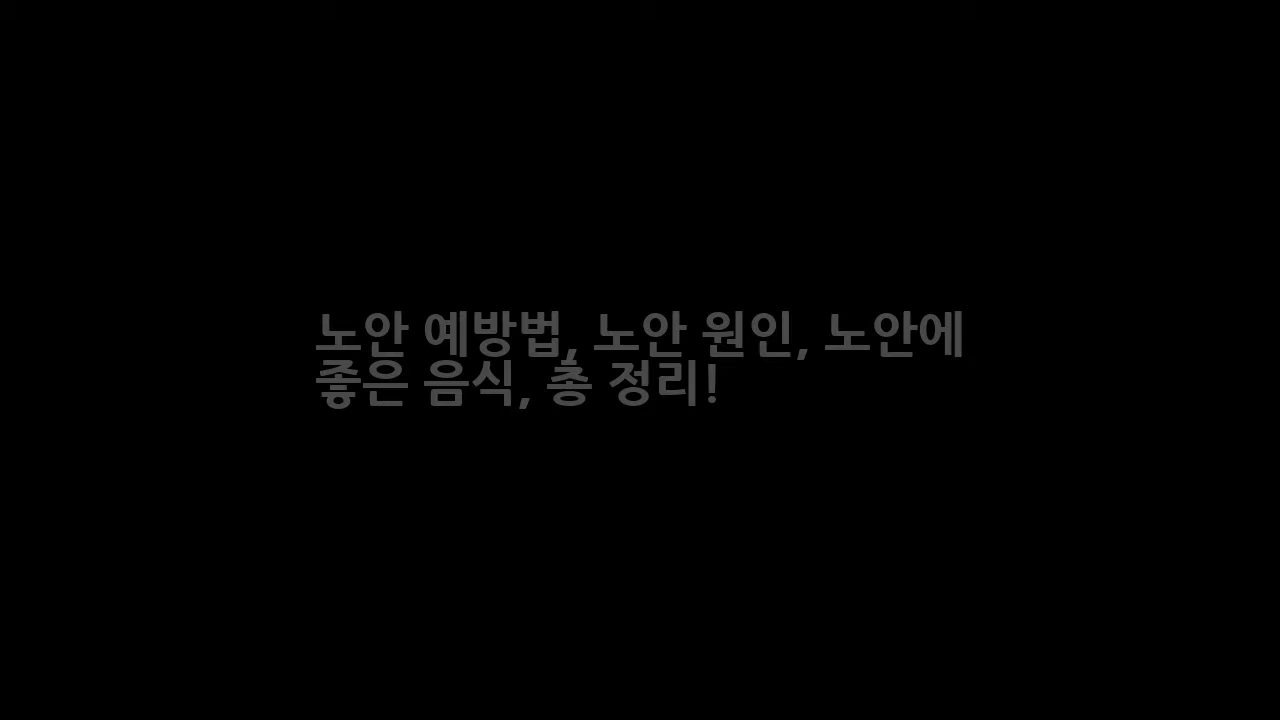 노안 예방법, 노안 원인, 노안에
좋은 음식, 총 정리!